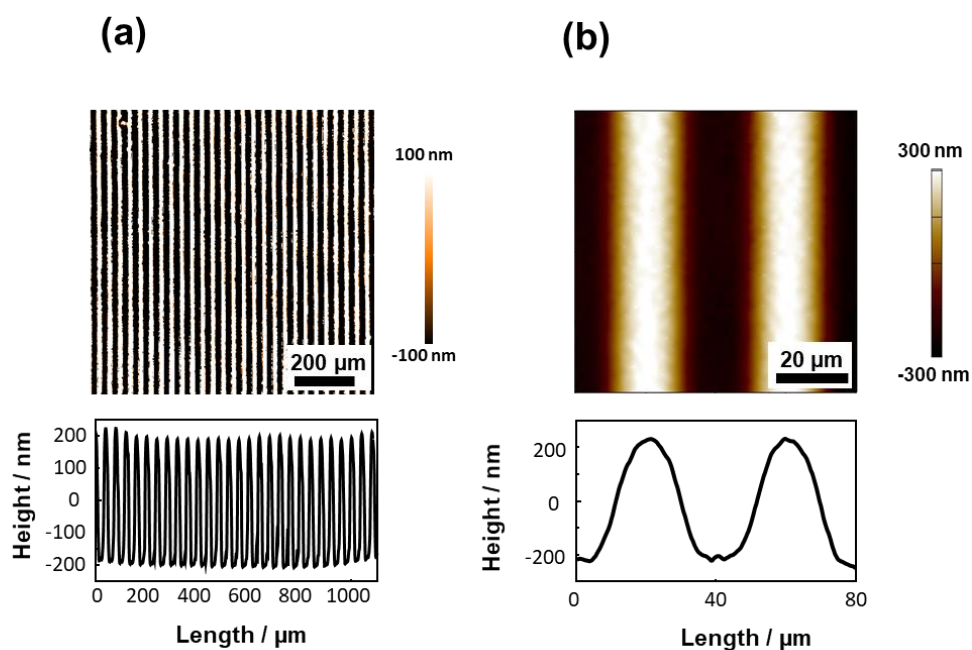 (a)
(b)
100 nm
-100 nm
200 µm
300 nm
-300 nm
20 µm
Height / nm
200
100
0
-100
-200
0 200 400 600 800 1000
Length / µm
Height / nm
200
0
-200
0 40 80
Length / µm